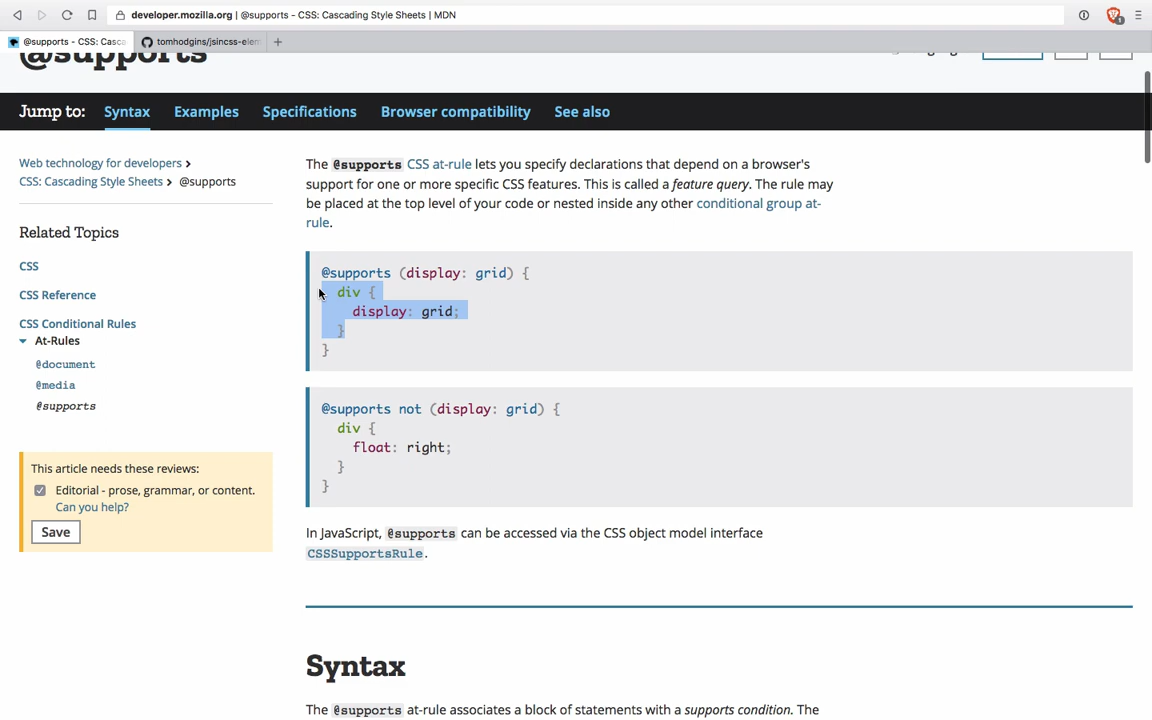 developer.mozilla.org | @supports - CSS: Cascading Style Sheets | MDN
@supports - CSS: Casca
tomhodgins/jsincss-elem
@supports
Jump to: Syntax Examples Specifications Browser compatibility See also
Web technology for developers
CSS: Cascading Style Sheets @supports
Related Topics
CSS
CSS Reference
CSS Conditional Rules
At-Rules
@document
@media
@supports
This article needs these reviews:
Editorial - prose, grammar, or content.
Can you help?
Save
The @supports CSS at-rule lets you specify declarations that depend on a browser's
support for one or more specific CSS features. This is called a feature query. The rule may
be placed at the top level of your code or nested inside any other conditional group at-
rule.
@supports (display: grid) {
  div {
    display: grid;
  }
}
@supports not (display: grid) {
  div {
    float: right;
  }
}
In JavaScript, @supports can be accessed via the CSS object model interface
CSSSupportsRule.
Syntax
The @supports at-rule associates a block of statements with a supports condition. The